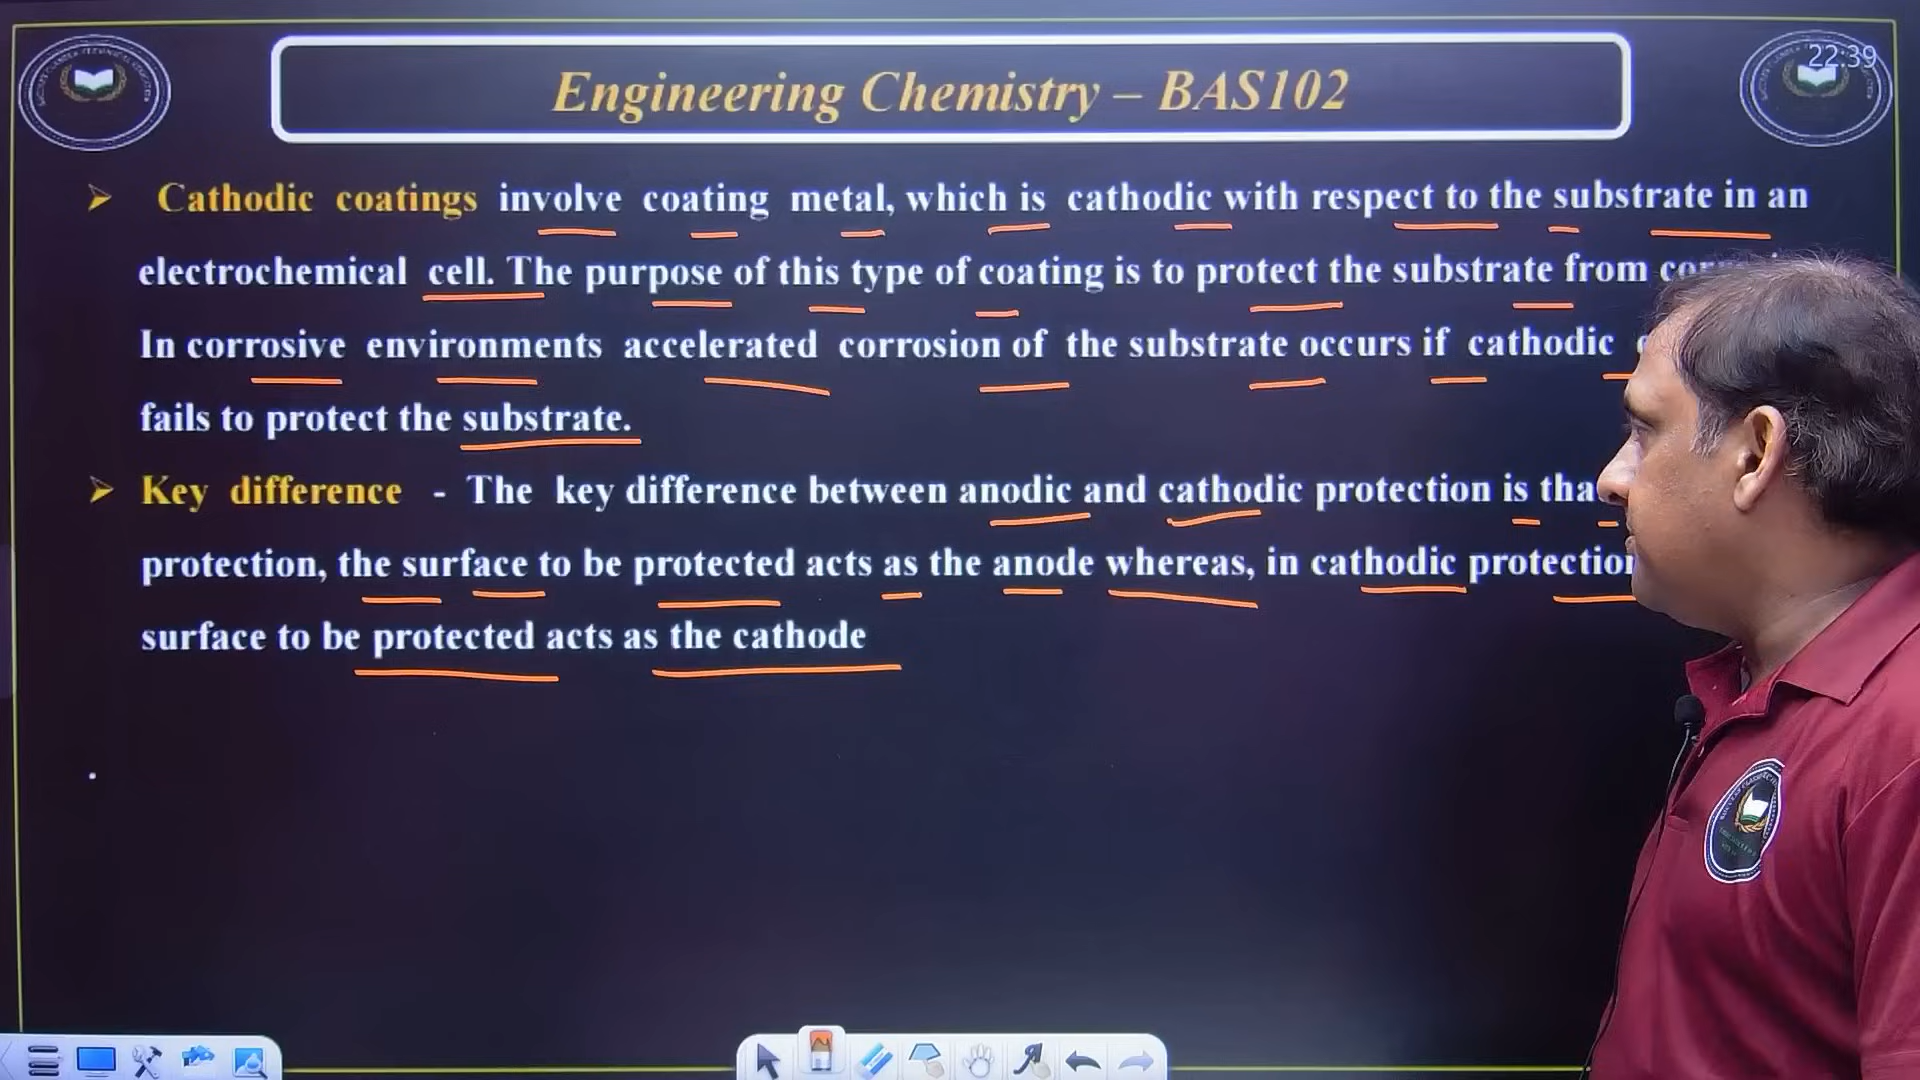 22:39
Engineering Chemistry – BAS102
Cathodic coatings involve coating metal, which is cathodic with respect to the substrate in an
electrochemical cell. The purpose of this type of coating is to protect the substrate from
In corrosive environments accelerated corrosion of the substrate occurs if cathodic
fails to protect the substrate.
Key difference - The key difference between anodic and cathodic protection is
protection, the surface to be protected acts as the anode whereas, in cathodic protection
surface to be protected acts as the cathode